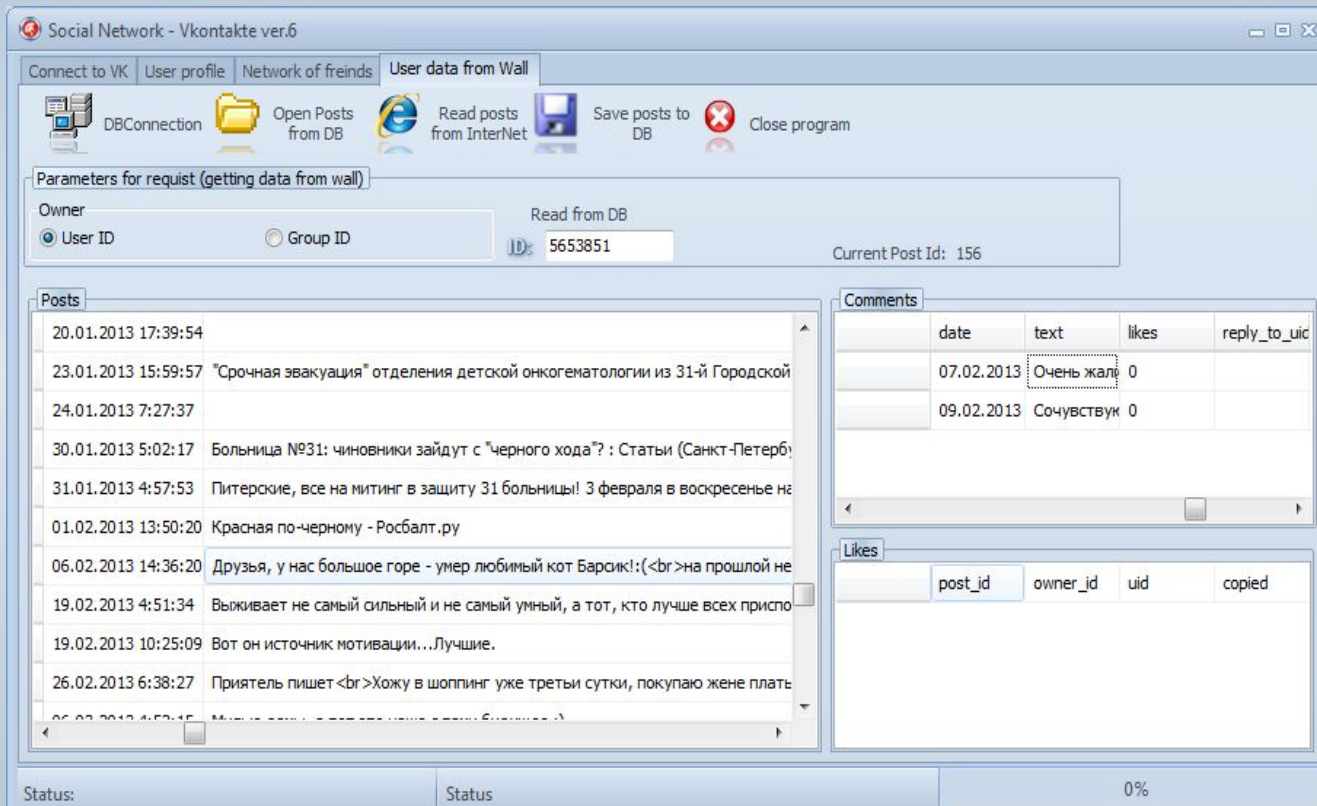 Social Network - Vkontakte ver.6
Connect to VK User profile Network of freinds User data from Wall
DBConnection
Open Posts
from DB
Read posts
from InterNet
Save posts to
DB
Close program
Parameters for requist (getting data from wall)
Owner
User ID Group ID
Read from DB
ID: 5653851
Current Post Id: 156
Posts
20.01.2013 17:39:54
23.01.2013 15:59:57 "Срочная эвакуация" отделения детской онкогематологии из 31-й Городской
24.01.2013 7:27:37
30.01.2013 5:02:17 Больница №31: чиновники зайдут с "черного хода"? : Статьи (Санкт-Петербу
31.01.2013 4:57:53 Питерские, все на митинг в защиту 31 больницы! 3 февраля в воскресенье на
01.02.2013 13:50:20 Красная по-черному - Росбалт.ру
06.02.2013 14:36:20 Друзья, у нас большое горе - умер любимый кот Барсик!:(<br>на прошлой не
19.02.2013 4:51:34 Выживает не самый сильный и не самый умный, а тот, кто лучше всех приспо
19.02.2013 10:25:09 Вот он источник мотивации...Лучшие.
26.02.2013 6:38:27 Приятель пишет<br>Хожу в шоппинг уже третьи сутки, покупаю жене плать
Comments
date text likes reply_to_uid
07.02.2013 Очень жал 0
09.02.2013 Сочувствую 0
Likes
post_id owner_id uid copied
Status: Status 0%